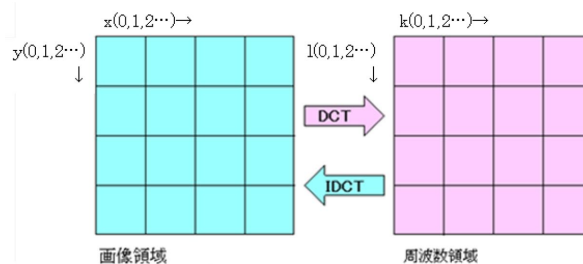 x(0,1,2…)→
k(0,1,2…)→
y(0,1,2…)
↓
l(0,1,2…)
↓
DCT
IDCT
画像領域
周波数領域